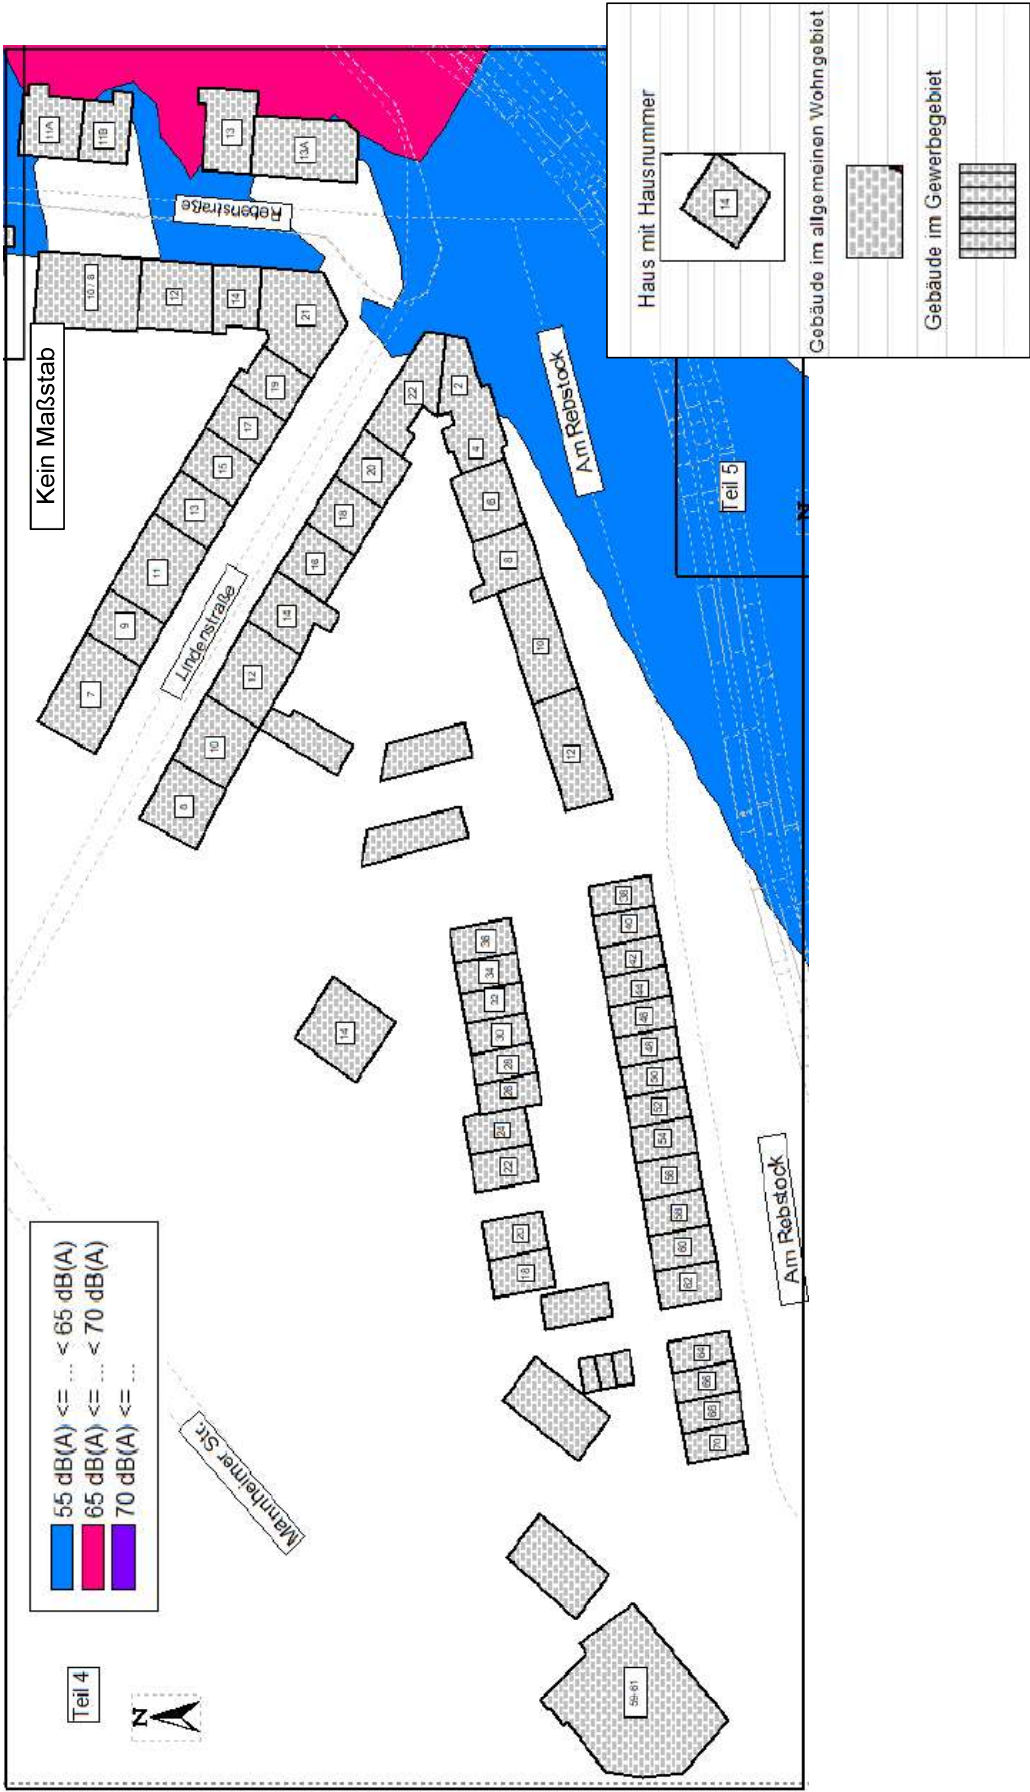 Teil 4
N
55 dB(A) <= ... < 65 dB(A)
65 dB(A) <= ... < 70 dB(A)
70 dB(A) <= ...
Kein Maßstab
Mannheimer Str.
Lindenstraße
Rebenstraße
Am Rebstock
Am Rebstock
Teil 5
N
7
9
11
13
15
17
19
21
14
12
10 / 8
11A
11B
13
13A
8
10
12
14
16
18
20
22
2
4
6
8
10
12
14
18
20
22
24
26
28
30
32
34
36
38
40
42
44
46
48
50
52
54
56
58
60
62
64
66
68
70
59-61
Haus mit Hausnummer
14
Gebäude im allgemeinen Wohngebiet
Gebäude im Gewerbegebiet